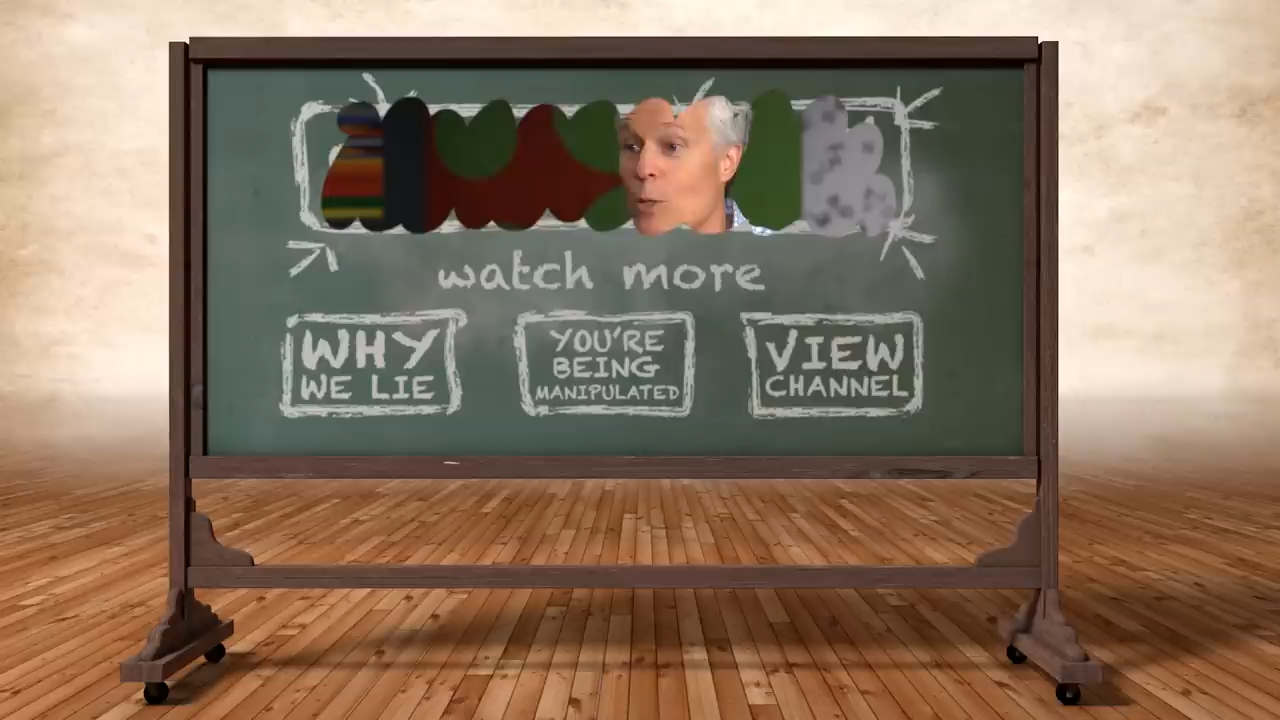 watch more
WHY
WE LIE
YOU'RE
BEING
MANIPULATED
VIEW
CHANNEL